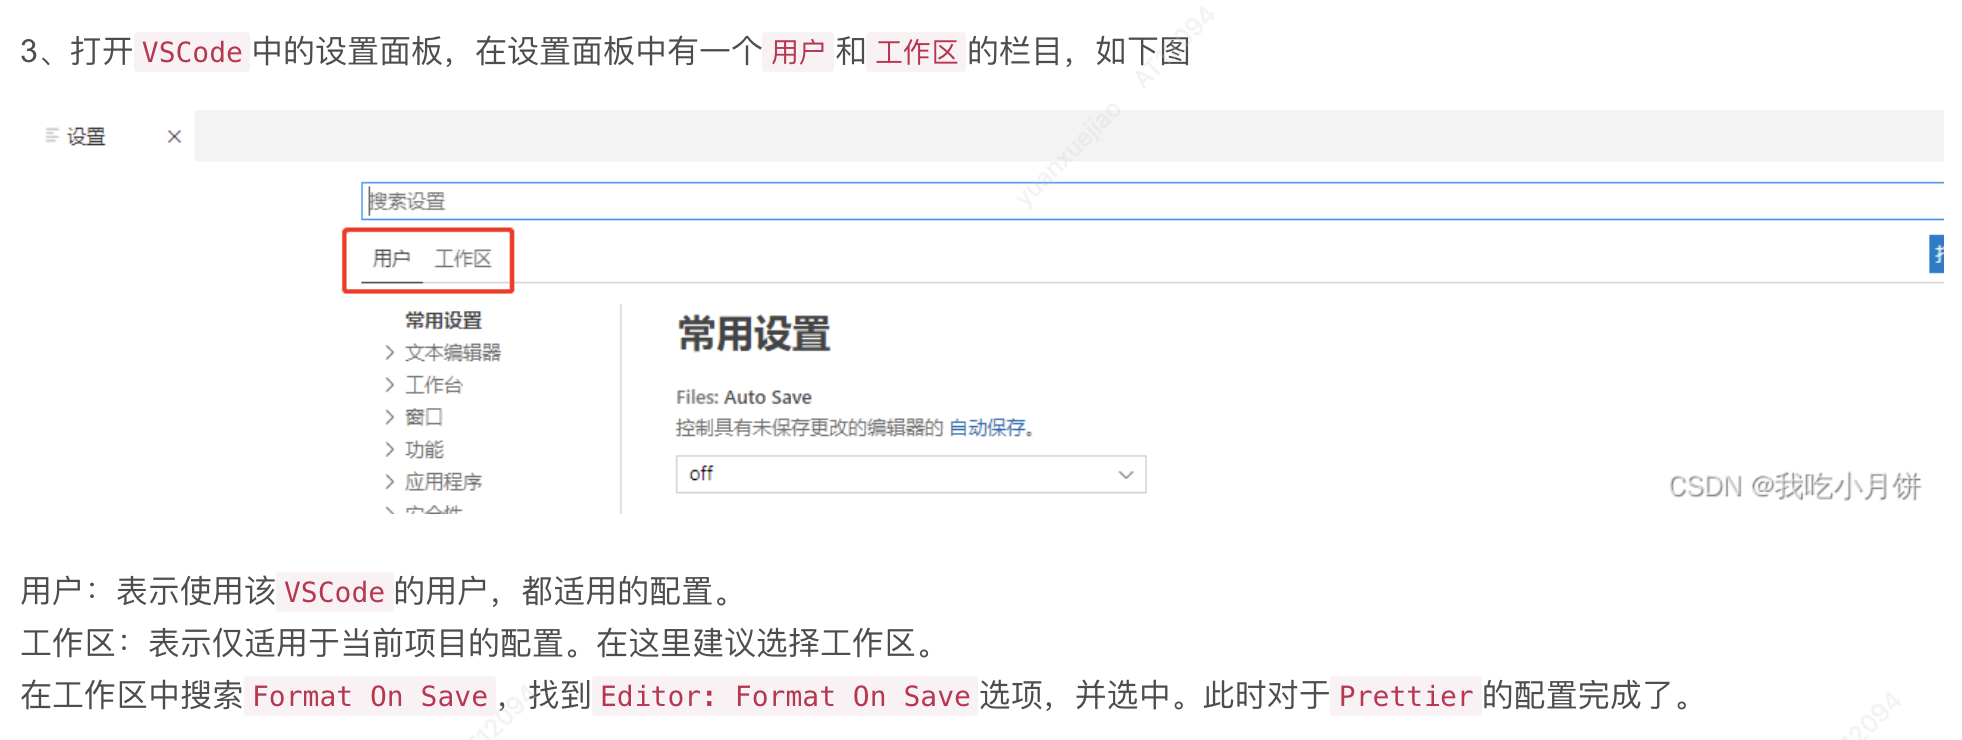 3、打开 VSCode 中的设置面板，在设置面板中有一个 用户 和 工作区 的栏目，如下图
设置
搜索设置
用户 工作区
常用设置
文本编辑器
工作台
窗口
功能
应用程序
安全性
常用设置
Files: Auto Save
控制具有未保存更改的编辑器的 自动保存。
off
CSDN @我吃小月饼
yuanxuejiao
用户：表示使用该 VSCode 的用户，都适用的配置。
工作区：表示仅适用于当前项目的配置。在这里建议选择工作区。
在工作区中搜索 Format On Save ，找到 Editor: Format On Save 选项，并选中。此时对于 Prettier 的配置完成了。